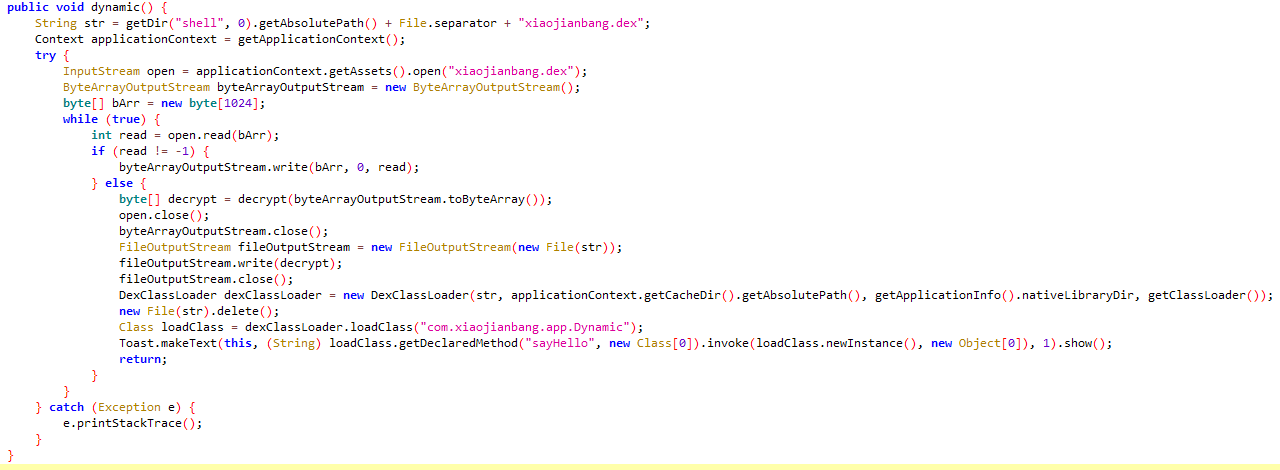 public void dynamic() {
    String str = getDir("shell", 0).getAbsolutePath() + File.separator + "xiaojianbang.dex";
    Context applicationContext = getApplicationContext();
    try {
        InputStream open = applicationContext.getAssets().open("xiaojianbang.dex");
        ByteArrayOutputStream byteArrayOutputStream = new ByteArrayOutputStream();
        byte[] bArr = new byte[1024];
        while (true) {
            int read = open.read(bArr);
            if (read != -1) {
                byteArrayOutputStream.write(bArr, 0, read);
            } else {
                byte[] decrypt = decrypt(byteArrayOutputStream.toByteArray());
                open.close();
                byteArrayOutputStream.close();
                FileOutputStream fileOutputStream = new FileOutputStream(new File(str));
                fileOutputStream.write(decrypt);
                fileOutputStream.close();
                DexClassLoader dexClassLoader = new DexClassLoader(str, applicationContext.getCacheDir().getAbsolutePath(), getApplicationInfo().nativeLibraryDir, getClassLoader());
                new File(str).delete();
                Class loadClass = dexClassLoader.loadClass("com.xiaojianbang.app.Dynamic");
                Toast.makeText(this, (String) loadClass.getDeclaredMethod("sayHello", new Class[0]).invoke(loadClass.newInstance(), new Object[0]), 1).show();
                return;
            }
        }
    } catch (Exception e) {
        e.printStackTrace();
    }
}